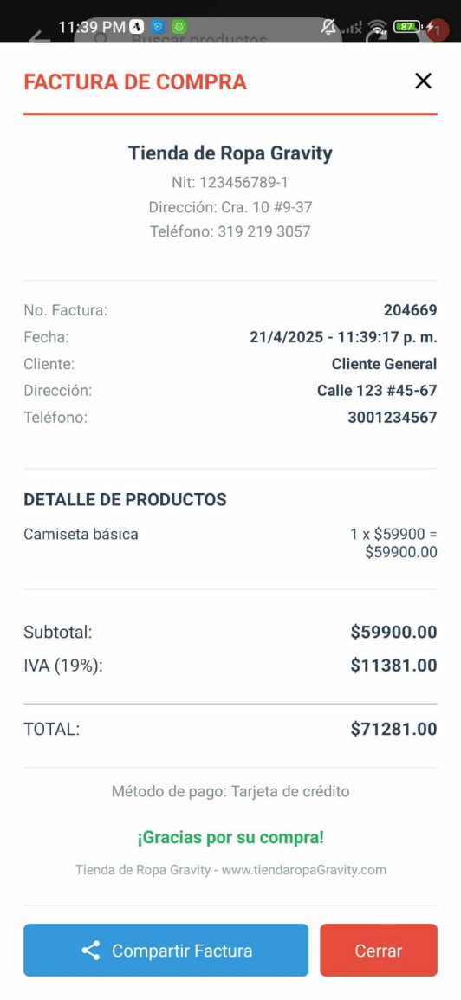 11:39 PM
87
1
Buscar productos
FACTURA DE COMPRA
Tienda de Ropa Gravity
Nit: 123456789-1
Dirección: Cra. 10 #9-37
Teléfono: 319 219 3057
No. Factura: 204669
Fecha: 21/4/2025 - 11:39:17 p. m.
Cliente: Cliente General
Dirección: Calle 123 #45-67
Teléfono: 3001234567
DETALLE DE PRODUCTOS
Camiseta básica 1 x $59900 =
$59900.00
Subtotal: $59900.00
IVA (19%): $11381.00
TOTAL: $71281.00
Método de pago: Tarjeta de crédito
¡Gracias por su compra!
Tienda de Ropa Gravity - www.tiendaropaGravity.com
Compartir Factura
Cerrar